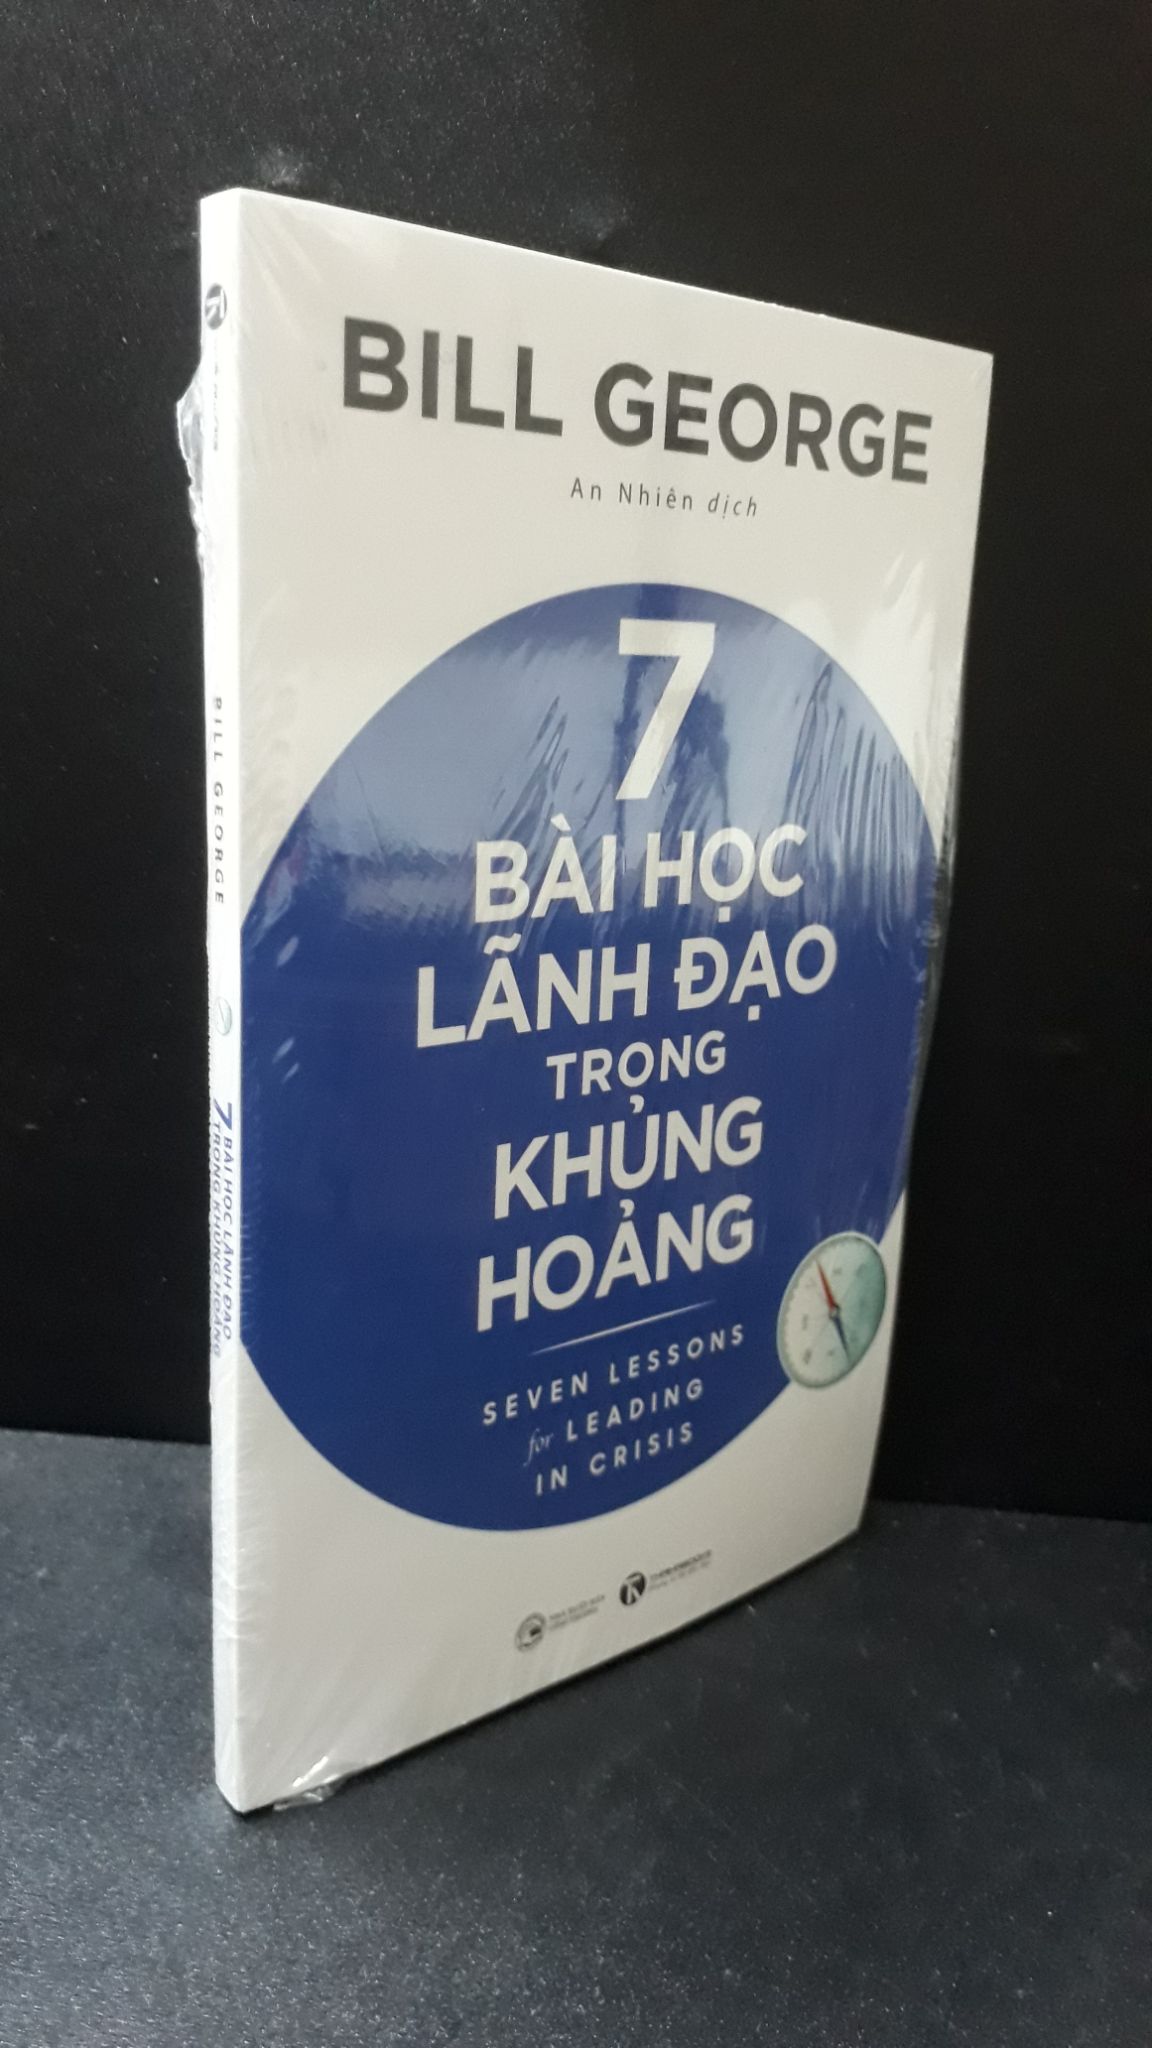 BILL GEORGE
An Nhiên dịch
7
BÀI HỌC
LÃNH ĐẠO
TRONG
KHỦNG
HOẢNG
SEVEN LESSONS
for LEADING
IN CRISIS
BILL GEORGE
7 BÀI HỌC LÃNH ĐẠO
TRONG KHỦNG HOẢNG